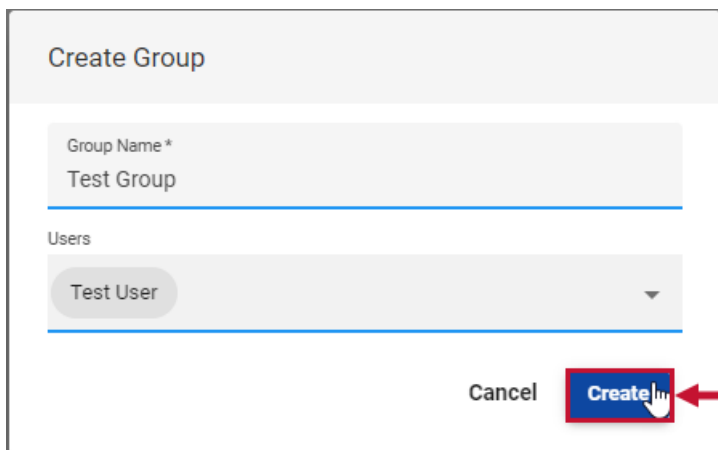 Create Group
Group Name *
Test Group
Users
Test User
Cancel Create